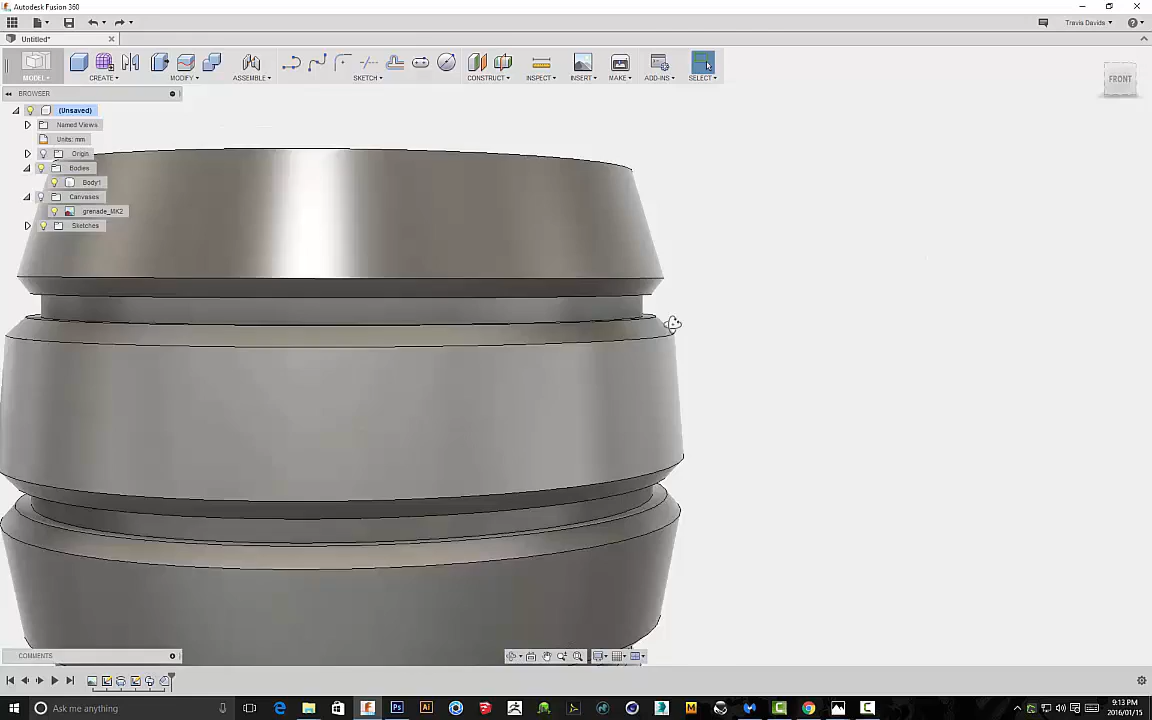 Autodesk Fusion 360
Travis Davids
Untitled*
MODEL
CREATE
MODIFY
ASSEMBLE
SKETCH
CONSTRUCT
INSPECT
INSERT
MAKE
ADD-INS
SELECT
BROWSER
FRONT
(Unsaved)
Named Views
Units: mm
Origin
Bodies
Body1
Canvases
grenade_MK2
Sketches
COMMENTS
Ask me anything
9:13 PM
2016/01/15